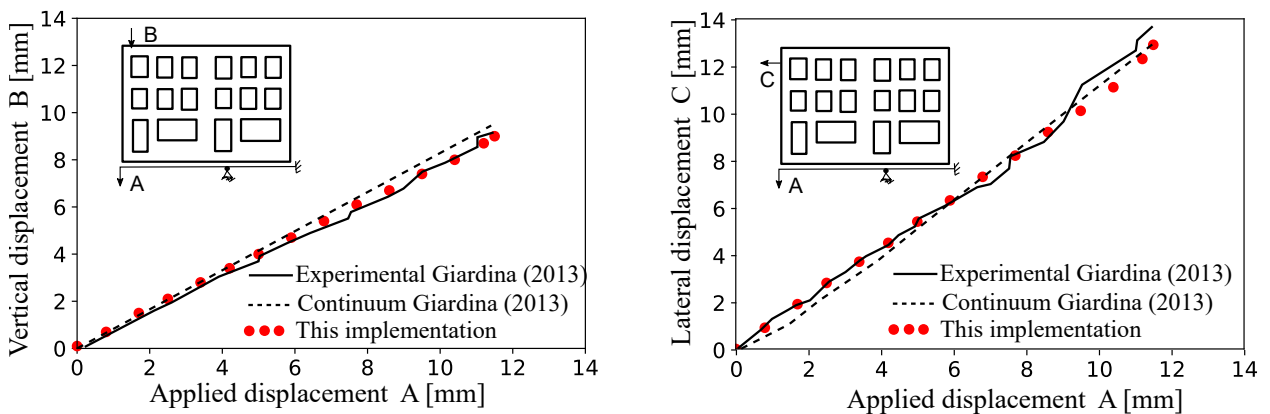 14
12
10
8
6
4
2
0
Vertical displacement B [mm]
B
A
Experimental Giardina (2013)
Continuum Giardina (2013)
This implementation
0 2 4 6 8 10 12 14
Applied displacement A [mm]
14
12
10
8
6
4
2
0
Lateral displacement C [mm]
C
A
Experimental Giardina (2013)
Continuum Giardina (2013)
This implementation
0 2 4 6 8 10 12 14
Applied displacement A [mm]